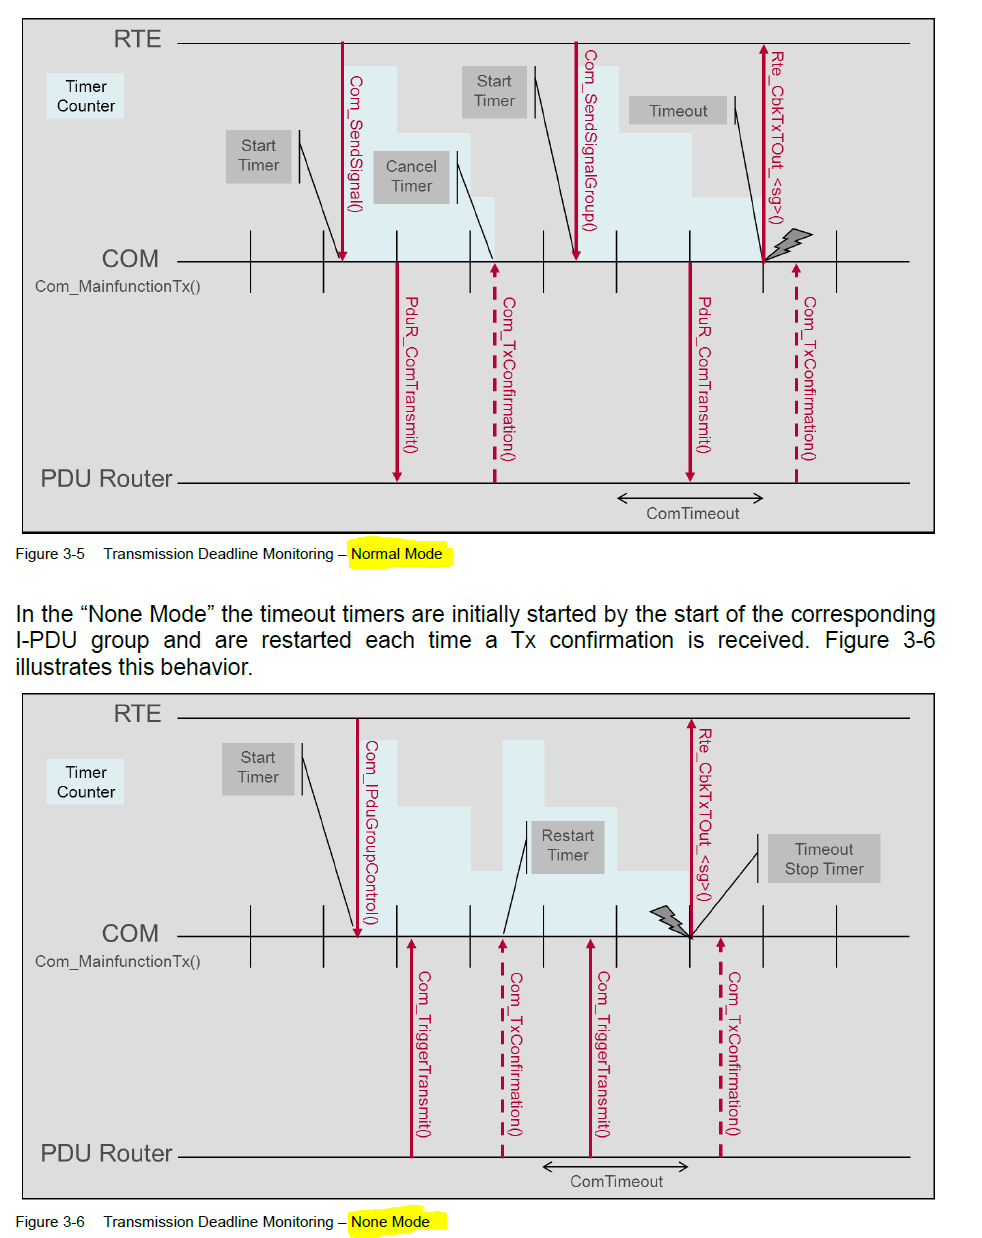 RTE
Timer
Counter
Start
Timer
Com_SendSignal()
Cancel
Timer
Start
Timer
Com_SendSignalGroup()
Timeout
Rte_CbkTxTOut_<sg>()
COM
Com_MainfunctionTx()
PduR_ComTransmit()
Com_TxConfirmation()
PduR_ComTransmit()
Com_TxConfirmation()
PDU Router
ComTimeout
Figure 3-5 Transmission Deadline Monitoring – Normal Mode
In the “None Mode” the timeout timers are initially started by the start of the corresponding
I-PDU group and are restarted each time a Tx confirmation is received. Figure 3-6
illustrates this behavior.
RTE
Timer
Counter
Start
Timer
Com_IPduGroupControl()
Restart
Timer
Rte_CbkTxTOut_<sg>()
Timeout
Stop Timer
COM
Com_MainfunctionTx()
Com_TriggerTransmit()
Com_TxConfirmation()
Com_TriggerTransmit()
Com_TxConfirmation()
PDU Router
ComTimeout
Figure 3-6 Transmission Deadline Monitoring – None Mode